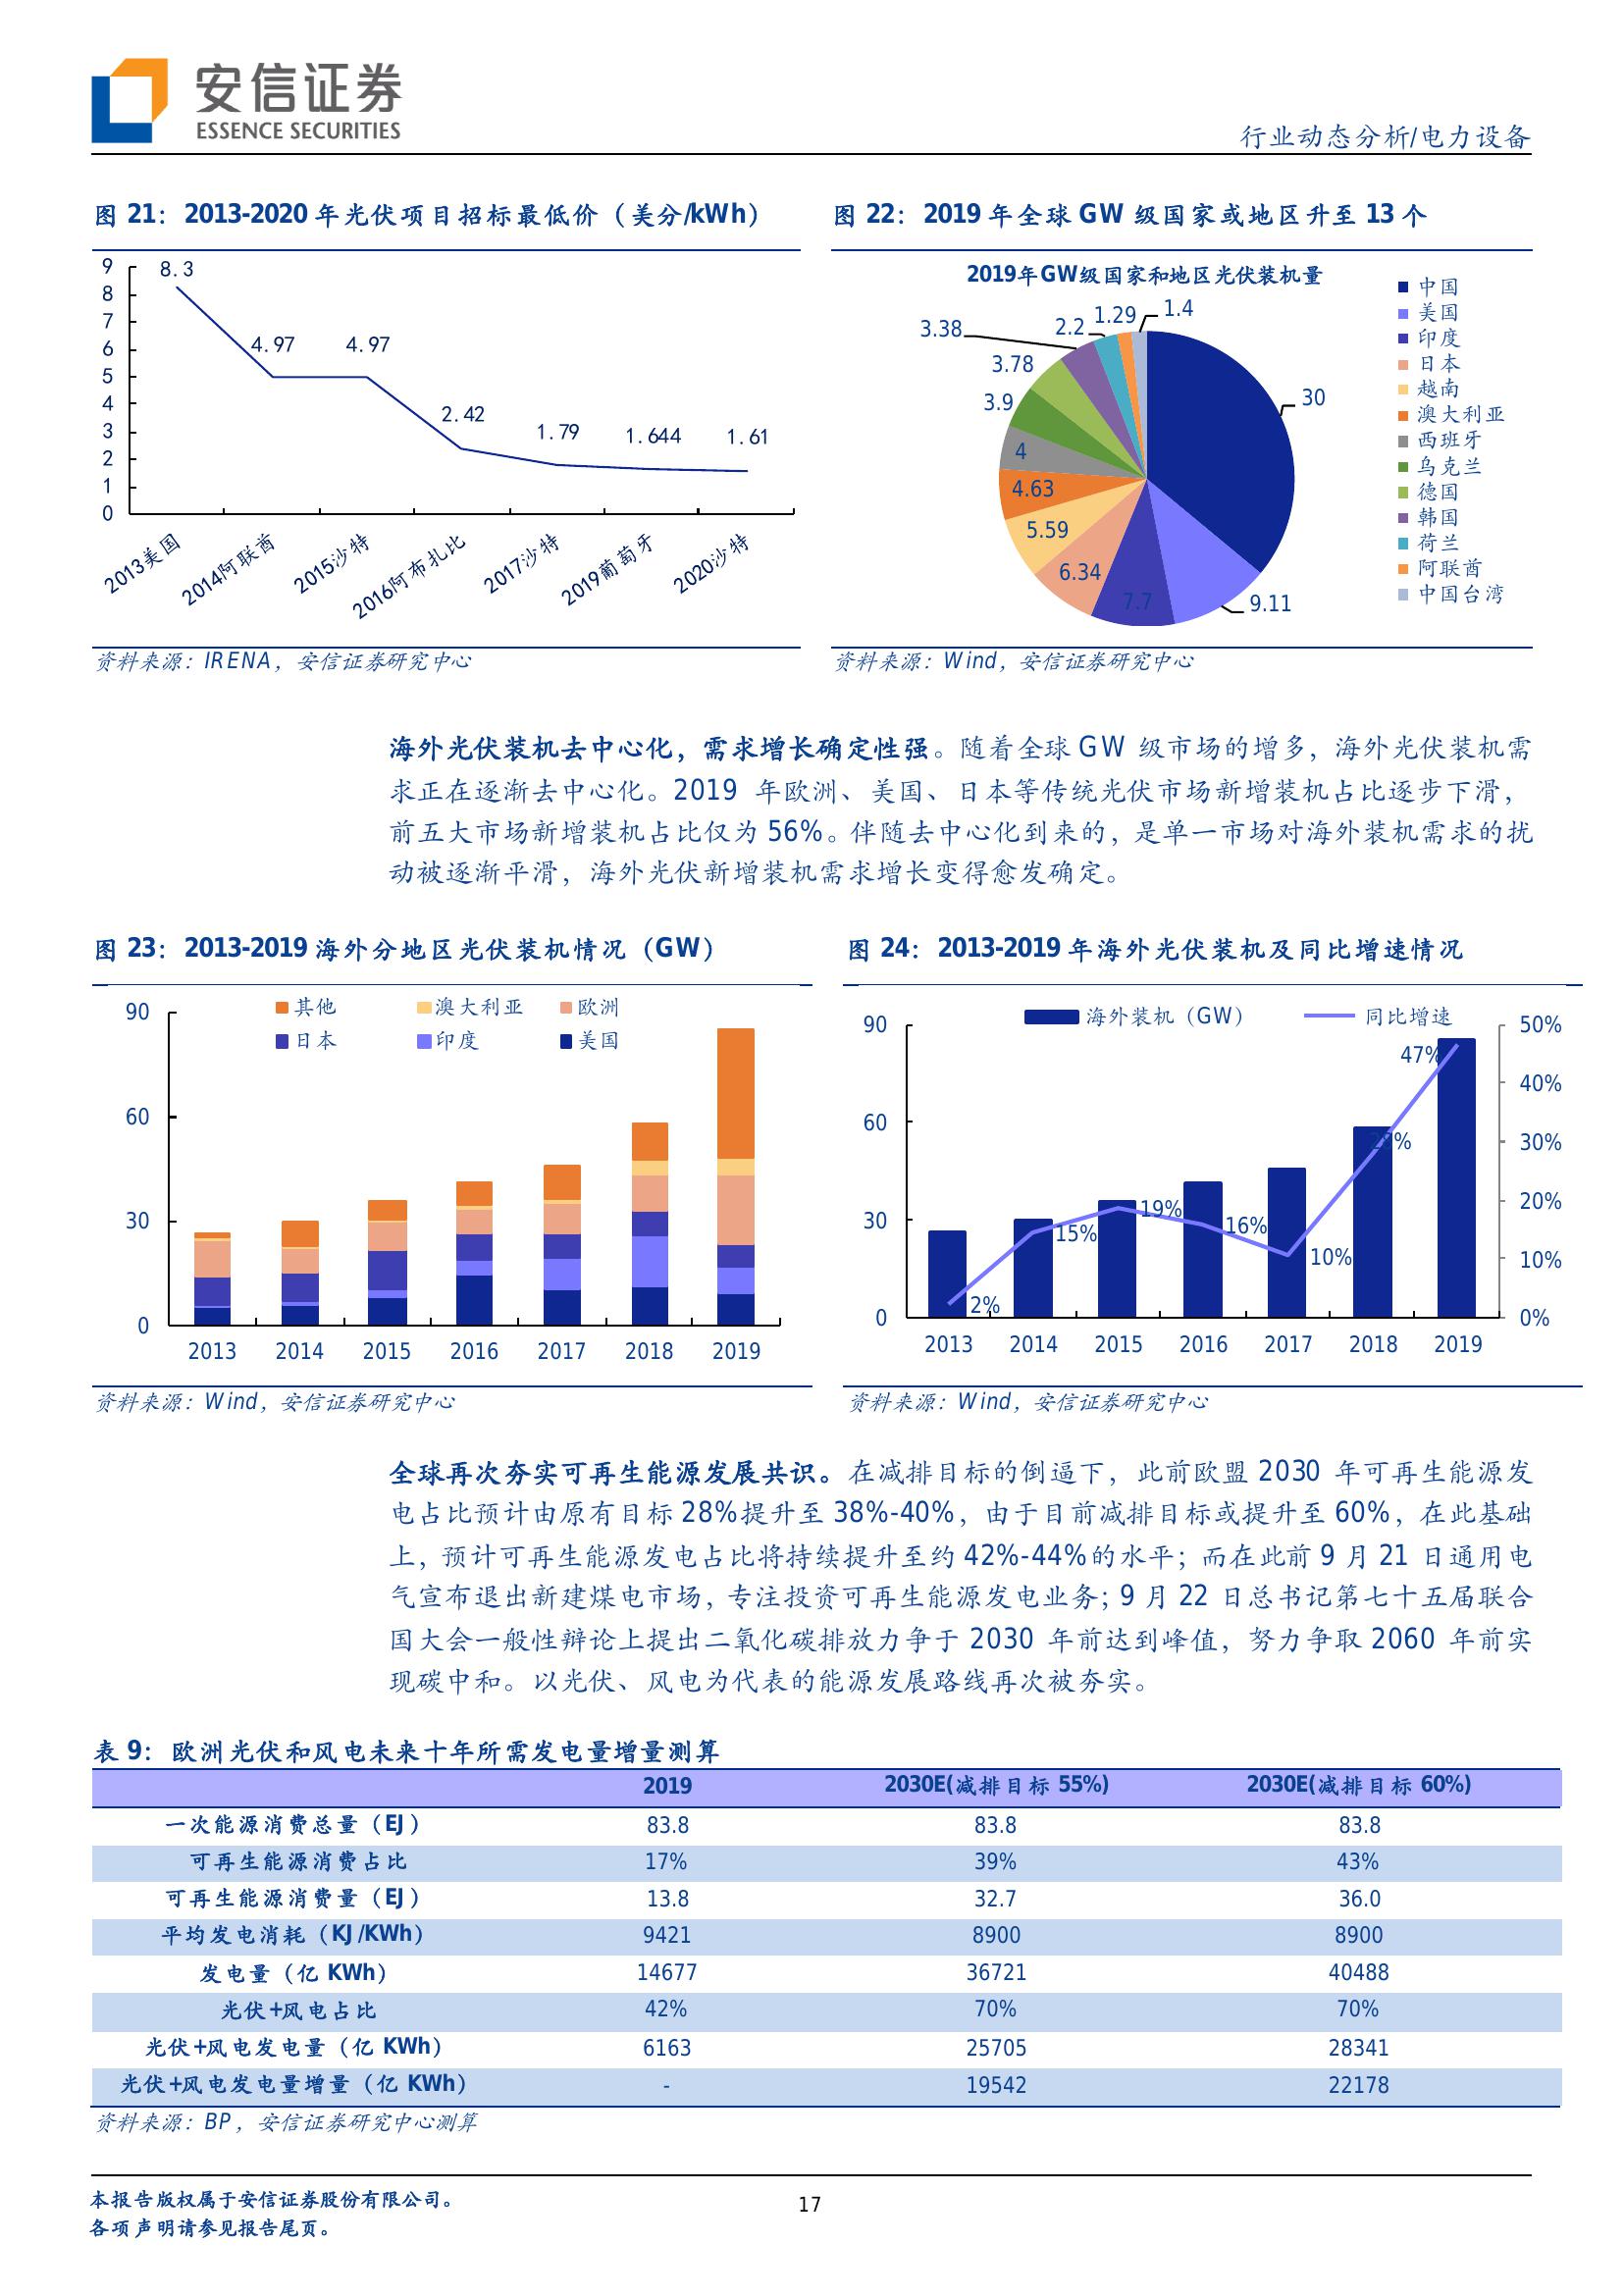 安信证券
ESSENCE SECURITIES
行业动态分析/电力设备
图 21：2013-2020 年光伏项目招标最低价（美分/kWh）
9
8
7
6
5
4
3
2
1
0
8.3
4.97
4.97
2.42
1.79
1.644
1.61
2013美国
2014阿联酋
2015沙特
2016阿布扎比
2017沙特
2019葡萄牙
2020沙特
资料来源：IRENA，安信证券研究中心
图 22：2019 年全球 GW 级国家或地区升至 13 个
2019年GW级国家和地区光伏装机量
30
9.11
7.7
6.34
5.59
4.63
4
3.9
3.78
3.38
2.2
1.29
1.4
中国
美国
印度
日本
越南
澳大利亚
西班牙
乌克兰
德国
韩国
荷兰
阿联酋
中国台湾
资料来源：Wind，安信证券研究中心
海外光伏装机去中心化，需求增长确定性强。随着全球 GW 级市场的增多，海外光伏装机需
求正在逐渐去中心化。2019 年欧洲、美国、日本等传统光伏市场新增装机占比逐步下滑，
前五大市场新增装机占比仅为 56%。伴随去中心化到来的，是单一市场对海外装机需求的扰
动被逐渐平滑，海外光伏新增装机需求增长变得愈发确定。
图 23：2013-2019 海外分地区光伏装机情况（GW）
其他 澳大利亚 欧洲
日本 印度 美国
90
60
30
0
2013 2014 2015 2016 2017 2018 2019
资料来源：Wind，安信证券研究中心
图 24：2013-2019 年海外光伏装机及同比增速情况
海外装机（GW） 同比增速
90
60
30
0
50%
40%
30%
20%
10%
0%
2%
15%
19%
16%
10%
47%
2013 2014 2015 2016 2017 2018 2019
资料来源：Wind，安信证券研究中心
全球再次夯实可再生能源发展共识。在减排目标的倒逼下，此前欧盟 2030 年可再生能源发
电占比预计由原有目标 28%提升至 38%-40%，由于目前减排目标或提升至 60%，在此基础
上，预计可再生能源发电占比将持续提升至约 42%-44%的水平；而在此前 9 月 21 日通用电
气宣布退出新建煤电市场，专注投资可再生能源发电业务；9 月 22 日总书记第七十五届联合
国大会一般性辩论上提出二氧化碳排放力争于 2030 年前达到峰值，努力争取 2060 年前实
现碳中和。以光伏、风电为代表的能源发展路线再次被夯实。
表 9：欧洲光伏和风电未来十年所需发电量增量测算
2019 2030E(减排目标 55%) 2030E(减排目标 60%)
一次能源消费总量（EJ） 83.8 83.8 83.8
可再生能源消费占比 17% 39% 43%
可再生能源消费量（EJ） 13.8 32.7 36.0
平均发电消耗（KJ/KWh） 9421 8900 8900
发电量（亿 KWh） 14677 36721 40488
光伏+风电占比 42% 70% 70%
光伏+风电发电量（亿 KWh） 6163 25705 28341
光伏+风电发电量增量（亿 KWh） - 19542 22178
资料来源：BP，安信证券研究中心测算
本报告版权属于安信证券股份有限公司。
各项声明请参见报告尾页。
17